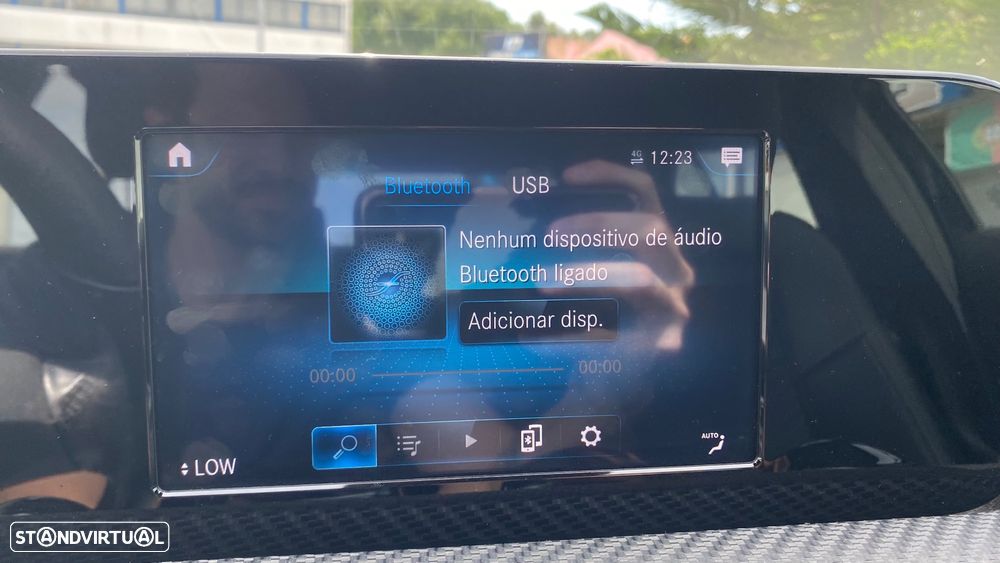 4G 12:23
Bluetooth USB
Nenhum dispositivo de áudio
Bluetooth ligado
Adicionar disp.
00:00 00:00
AUTO
LOW
STANDVIRTUAL